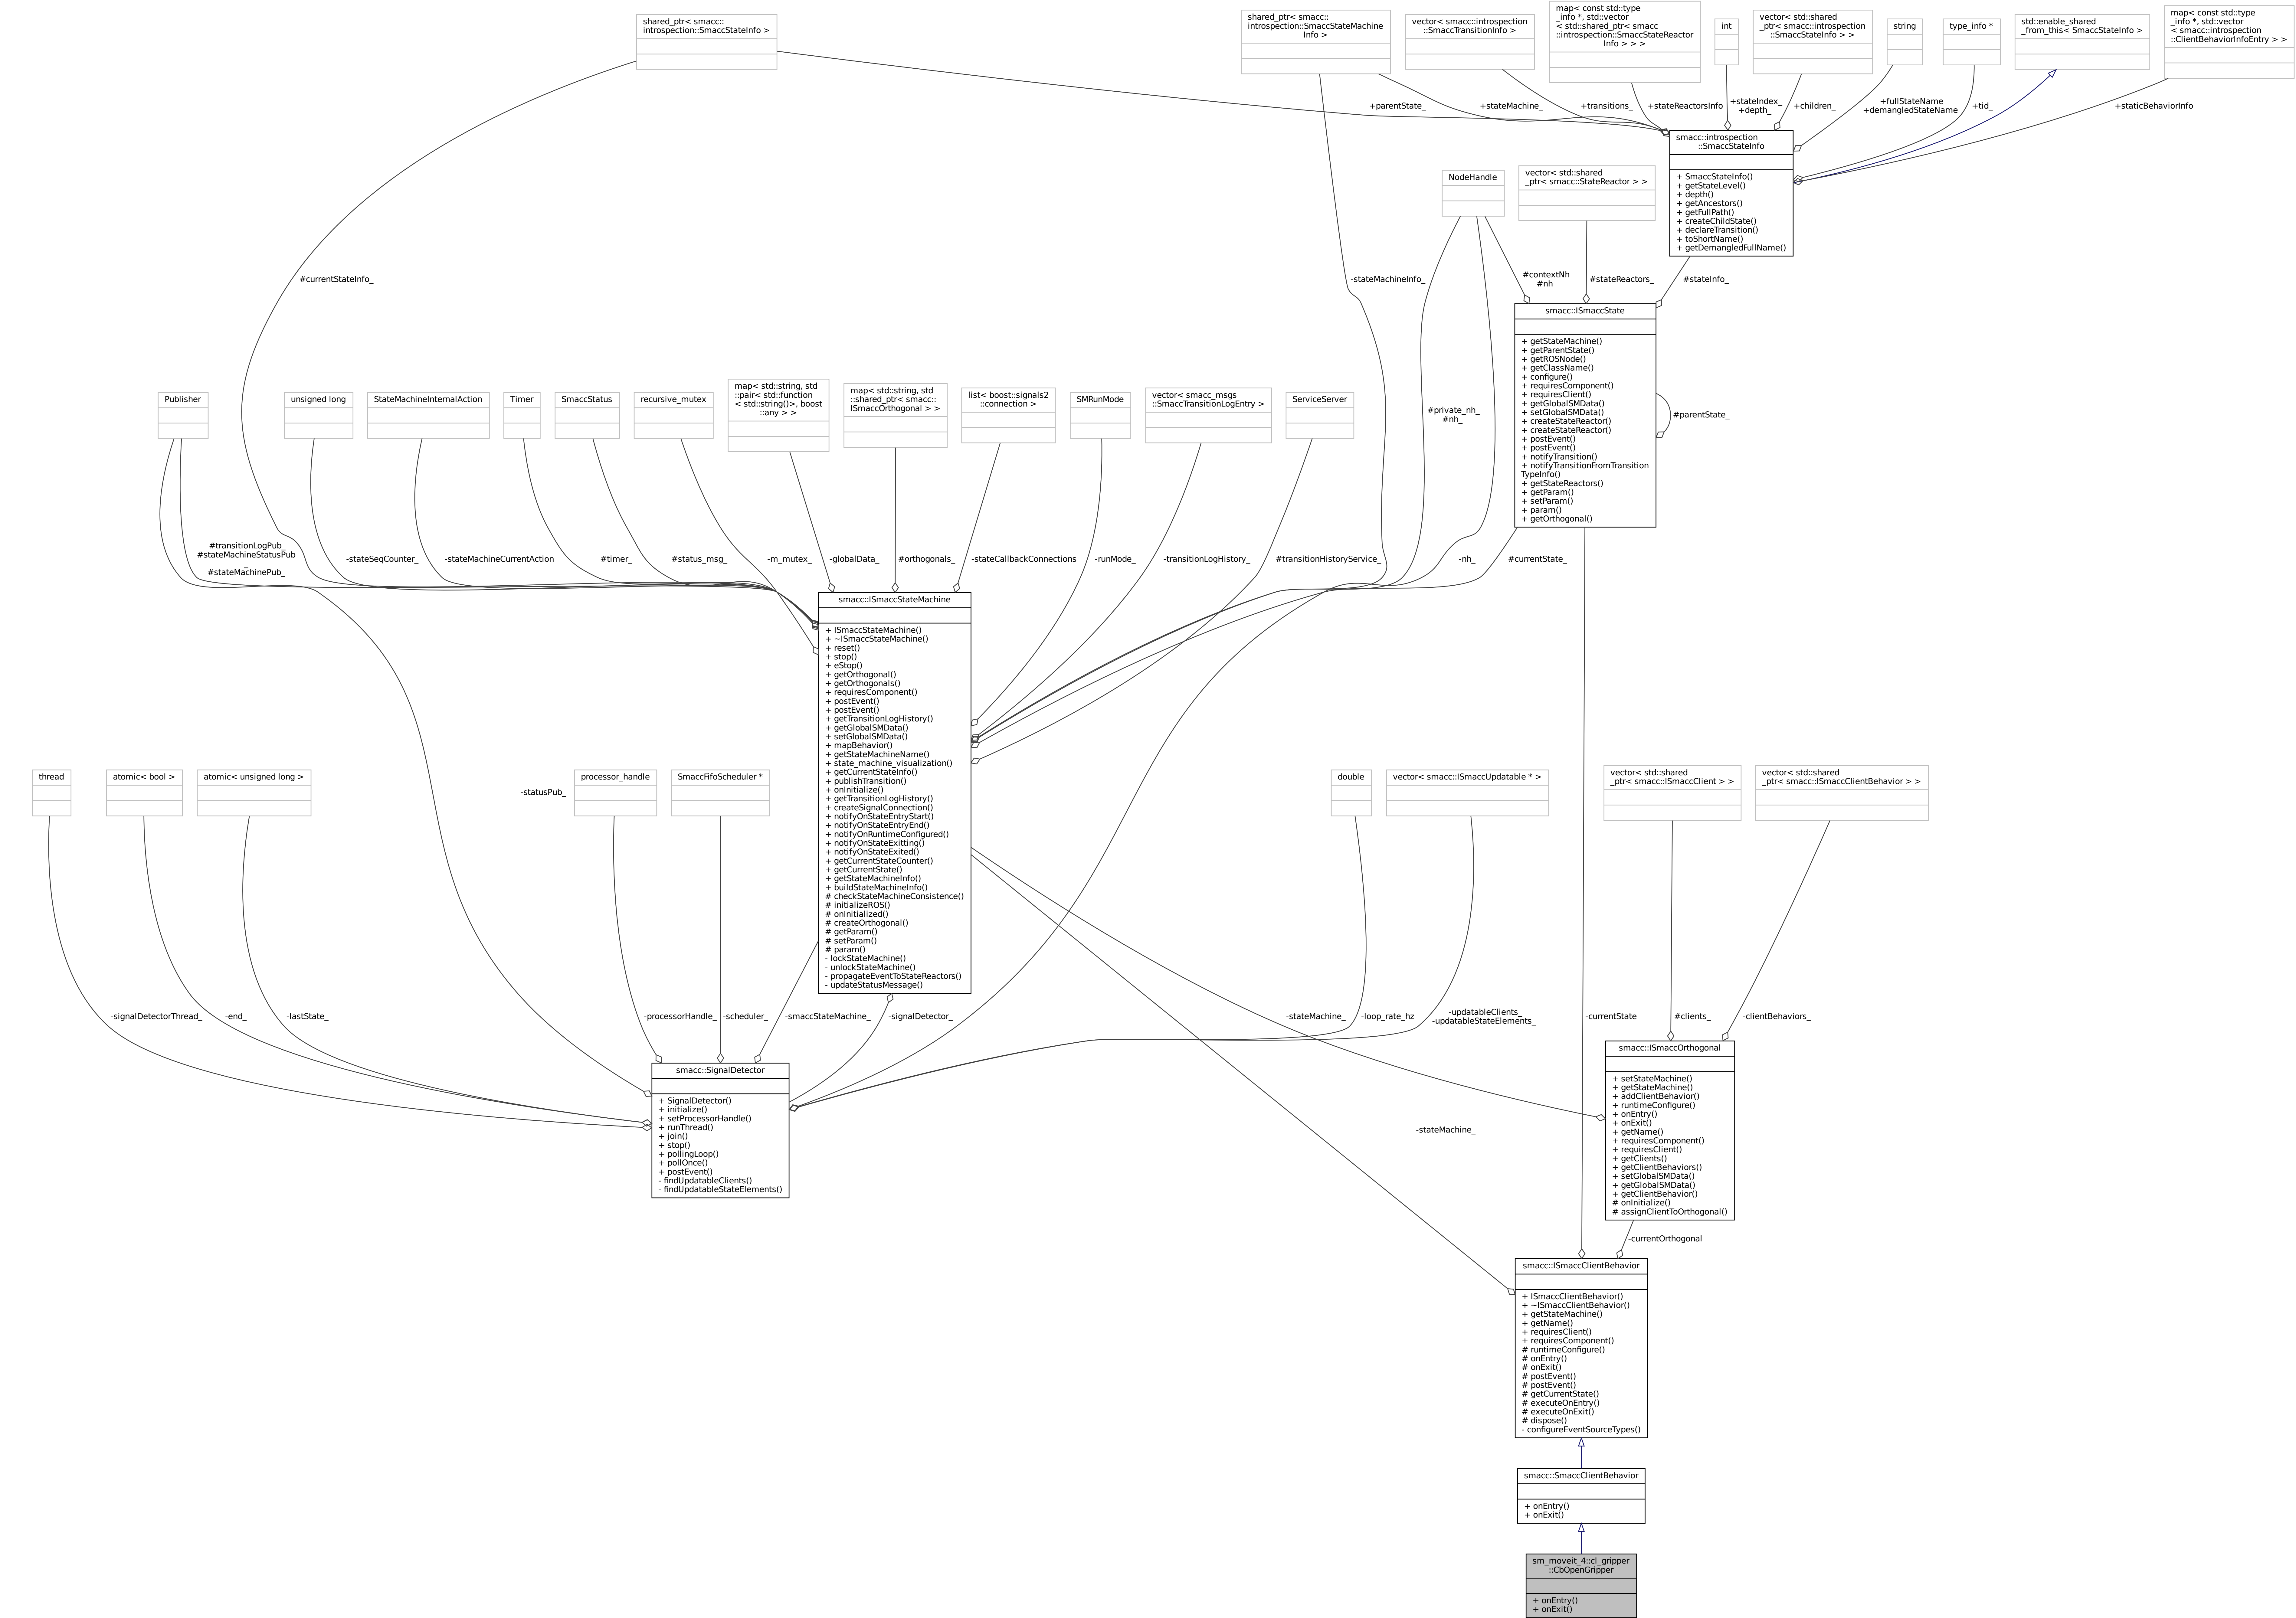 shared_ptr< smacc::
introspection::SmaccStateInfo >
shared_ptr< smacc::
introspection::SmaccStateMachine
Info >
vector< smacc::introspection
::SmaccTransitionInfo >
map< const std::type
_info *, std::vector
< std::shared_ptr< smacc
::introspection::SmaccStateReactor
Info > > >
int
vector< std::shared
_ptr< smacc::introspection
::SmaccStateInfo > >
string
type_info *
std::enable_shared
_from_this< SmaccStateInfo >
map< const std::type
_info *, std::vector
< smacc::introspection
::ClientBehaviorInfoEntry > >
+parentState_
+stateMachine_
+transitions_
+stateReactorsInfo
+stateIndex_
+depth_
+children_
+fullStateName
+demangledStateName
+tid_
+staticBehaviorInfo
smacc::introspection
::SmaccStateInfo
+ SmaccStateInfo()
+ getStateLevel()
+ depth()
+ getAncestors()
+ getFullPath()
+ createChildState()
+ declareTransition()
+ toShortName()
+ getDemangledFullName()
NodeHandle
vector< std::shared
_ptr< smacc::StateReactor > >
#currentStateInfo_
-stateMachineInfo_
#contextNh
#nh
#stateReactors_
#stateInfo_
smacc::ISmaccState
+ getStateMachine()
+ getParentState()
+ getROSNode()
+ getClassName()
+ configure()
+ requiresComponent()
+ requiresClient()
+ getGlobalSMData()
+ setGlobalSMData()
+ createStateReactor()
+ createStateReactor()
+ postEvent()
+ postEvent()
+ notifyTransition()
+ notifyTransitionFromTransition
TypeInfo()
+ getStateReactors()
+ getParam()
+ setParam()
+ param()
+ getOrthogonal()
#parentState_
Publisher
unsigned long
StateMachineInternalAction
Timer
SmaccStatus
recursive_mutex
map< std::string, std
::pair< std::function
< std::string()>, boost
::any > >
map< std::string, std
::shared_ptr< smacc::
ISmaccOrthogonal > >
list< boost::signals2
::connection >
SMRunMode
vector< smacc_msgs
::SmaccTransitionLogEntry >
ServiceServer
#private_nh_
#nh_
#transitionLogPub_
#stateMachineStatusPub
_
#stateMachinePub_
-stateSeqCounter_
-stateMachineCurrentAction
#timer_
#status_msg_
-m_mutex_
-globalData_
#orthogonals_
-stateCallbackConnections
-runMode_
-transitionLogHistory_
#transitionHistoryService_
-nh_
#currentState_
smacc::ISmaccStateMachine
+ ISmaccStateMachine()
+ ~ISmaccStateMachine()
+ reset()
+ stop()
+ eStop()
+ getOrthogonal()
+ getOrthogonals()
+ requiresComponent()
+ postEvent()
+ postEvent()
+ getTransitionLogHistory()
+ getGlobalSMData()
+ setGlobalSMData()
+ mapBehavior()
+ getStateMachineName()
+ state_machine_visualization()
+ getCurrentStateInfo()
+ publishTransition()
+ onInitialize()
+ getTransitionLogHistory()
+ createSignalConnection()
+ notifyOnStateEntryStart()
+ notifyOnStateEntryEnd()
+ notifyOnRuntimeConfigured()
+ notifyOnStateExitting()
+ notifyOnStateExited()
+ getCurrentStateCounter()
+ getCurrentState()
+ getStateMachineInfo()
+ buildStateMachineInfo()
# checkStateMachineConsistence()
# initializeROS()
# onInitialized()
# createOrthogonal()
# getParam()
# setParam()
# param()
- lockStateMachine()
- unlockStateMachine()
- propagateEventToStateReactors()
- updateStatusMessage()
thread
atomic< bool >
atomic< unsigned long >
-statusPub_
processor_handle
SmaccFifoScheduler *
double
vector< smacc::ISmaccUpdatable * >
vector< std::shared
_ptr< smacc::ISmaccClient > >
vector< std::shared
_ptr< smacc::ISmaccClientBehavior > >
-signalDetectorThread_
-end_
-lastState_
-processorHandle_
-scheduler_
-smaccStateMachine_
-signalDetector_
-stateMachine_
-loop_rate_hz
-updatableClients_
-updatableStateElements_
-currentState
#clients_
-clientBehaviors_
smacc::SignalDetector
+ SignalDetector()
+ initialize()
+ setProcessorHandle()
+ runThread()
+ join()
+ stop()
+ pollingLoop()
+ pollOnce()
+ postEvent()
- findUpdatableClients()
- findUpdatableStateElements()
smacc::ISmaccOrthogonal
+ setStateMachine()
+ getStateMachine()
+ addClientBehavior()
+ runtimeConfigure()
+ onEntry()
+ onExit()
+ getName()
+ requiresComponent()
+ requiresClient()
+ getClients()
+ getClientBehaviors()
+ setGlobalSMData()
+ getGlobalSMData()
+ getClientBehavior()
# onInitialize()
# assignClientToOrthogonal()
-stateMachine_
-currentOrthogonal
smacc::ISmaccClientBehavior
+ ISmaccClientBehavior()
+ ~ISmaccClientBehavior()
+ getStateMachine()
+ getName()
+ requiresClient()
+ requiresComponent()
# runtimeConfigure()
# onEntry()
# onExit()
# postEvent()
# postEvent()
# getCurrentState()
# executeOnEntry()
# executeOnExit()
# dispose()
- configureEventSourceTypes()
smacc::SmaccClientBehavior
+ onEntry()
+ onExit()
sm_moveit_4::cl_gripper
::CbOpenGripper
+ onEntry()
+ onExit()